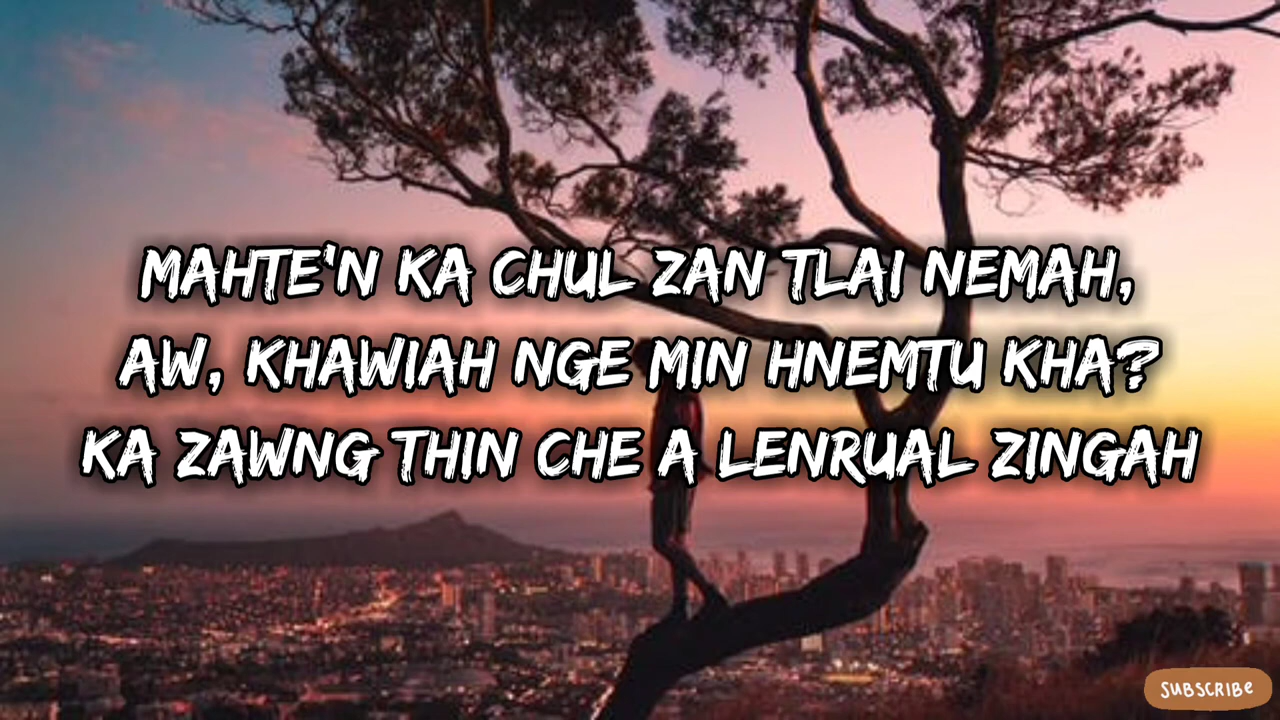 MAHTE'N KA CHUL ZAN TLAI NEMAH,
AW, KHAWIAH NGE MIN HNEMTU KHA?
KA ZAWNG THIN CHE A LENRUAL ZINGAH
SUBSCRIBE